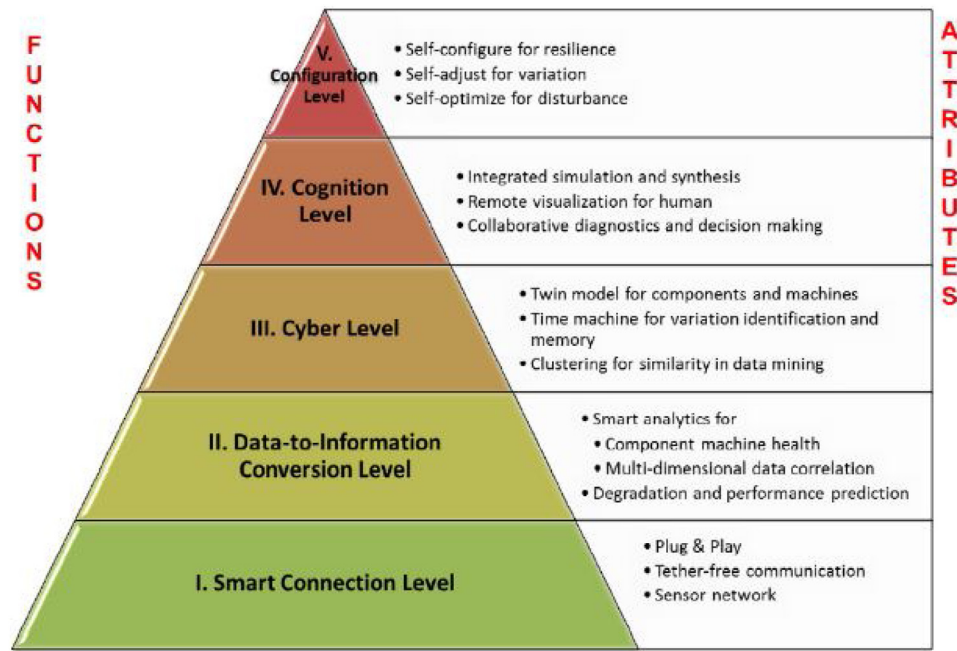 FUNCTIONS
ATTRIBUTES
V.
Configuration
Level
• Self-configure for resilience
• Self-adjust for variation
• Self-optimize for disturbance
IV. Cognition
Level
• Integrated simulation and synthesis
• Remote visualization for human
• Collaborative diagnostics and decision making
III. Cyber Level
• Twin model for components and machines
• Time machine for variation identification and
memory
• Clustering for similarity in data mining
II. Data-to-Information
Conversion Level
• Smart analytics for
• Component machine health
• Multi-dimensional data correlation
• Degradation and performance prediction
I. Smart Connection Level
• Plug & Play
• Tether-free communication
• Sensor network